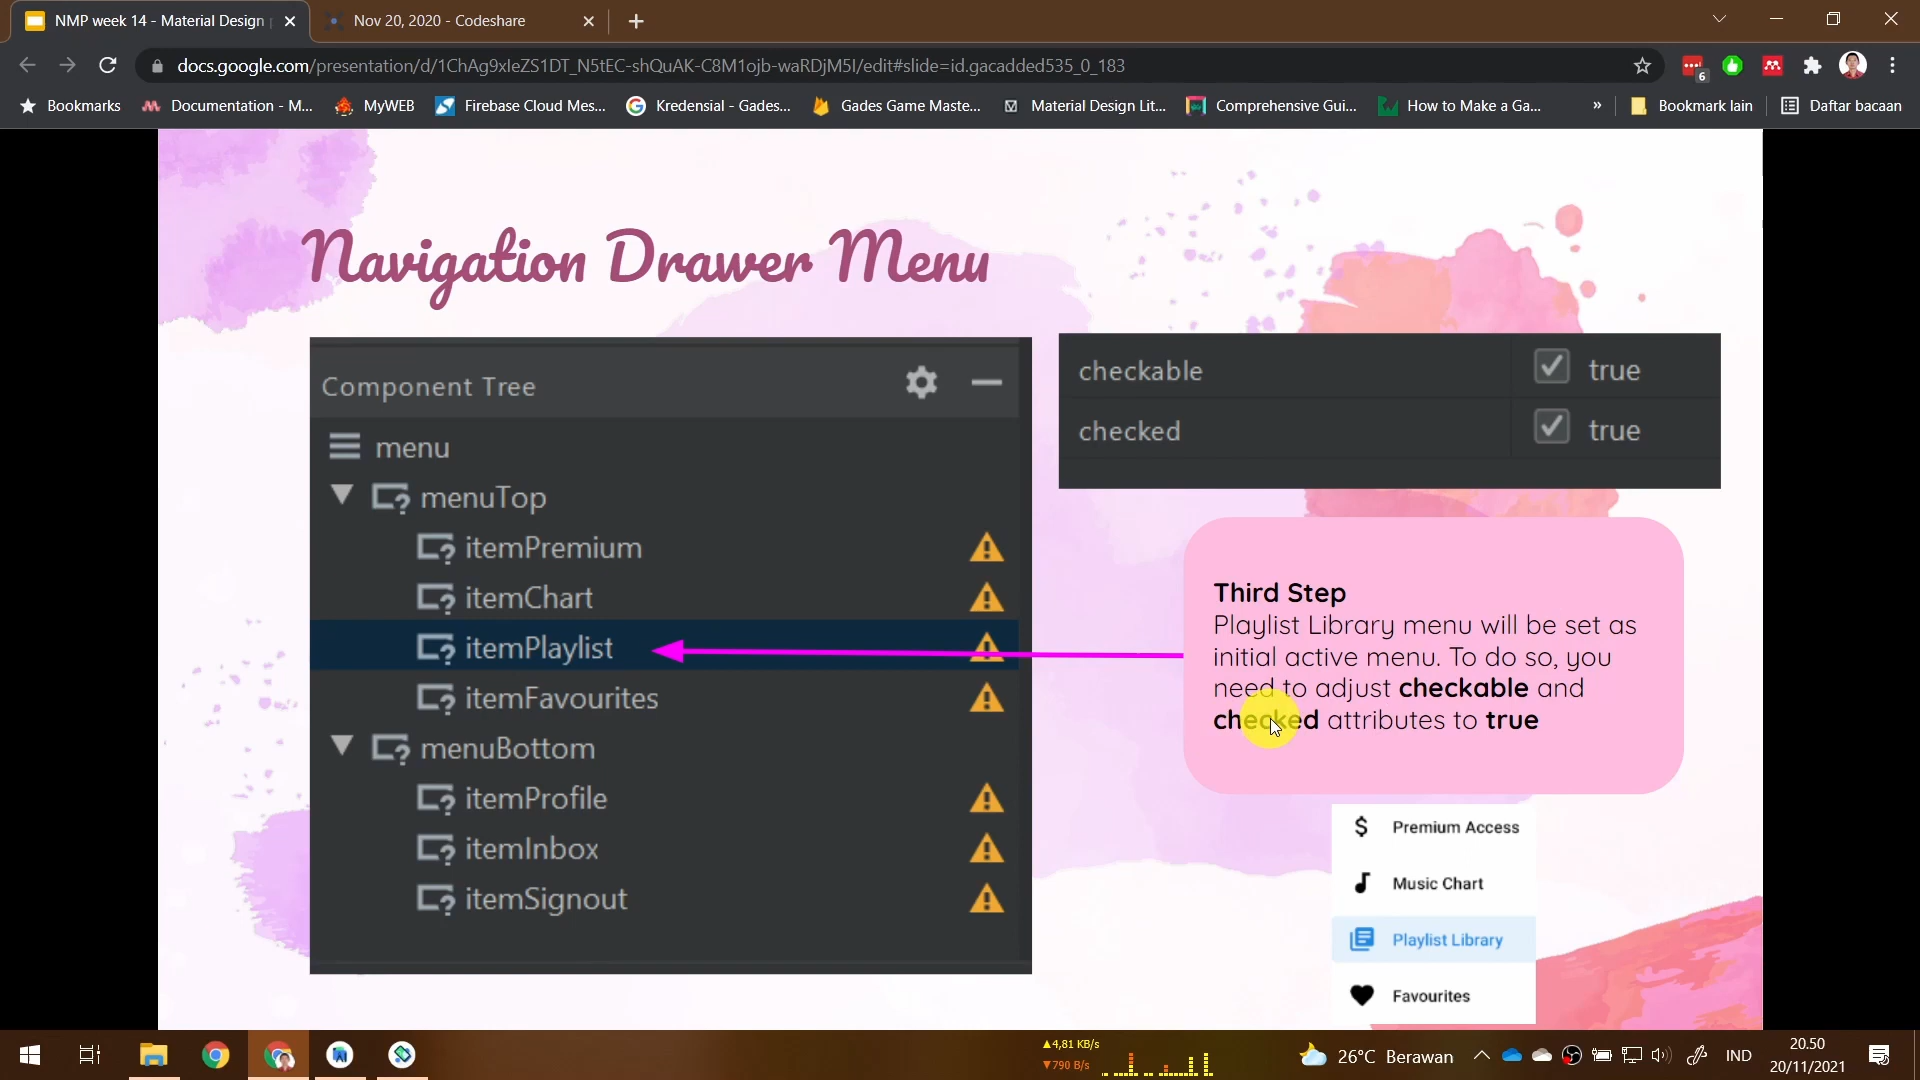 NMP week 14 - Material Design
Nov 20, 2020 - Codeshare
docs.google.com/presentation/d/1ChAg9xIeZS1DT_N5tEC-shQuAK-C8M1ojb-waRDjM5I/edit#slide=id.gacadded535_0_183
6
Bookmarks
Documentation - M...
MyWEB
Firebase Cloud Mes...
Kredensial - Gades...
Gades Game Maste...
Material Design Lit...
Comprehensive Gui...
How to Make a Ga...
»
Bookmark lain
Daftar bacaan
Navigation Drawer Menu
Component Tree
menu
menuTop
itemPremium
itemChart
itemPlaylist
itemFavourites
menuBottom
itemProfile
itemInbox
itemSignout
checkable true
checked true
Third Step
Playlist Library menu will be set as
initial active menu. To do so, you
need to adjust checkable and
checked attributes to true
Premium Access
Music Chart
Playlist Library
Favourites
4,81 KB/s
790 B/s
26°C Berawan
IND
20.50
20/11/2021